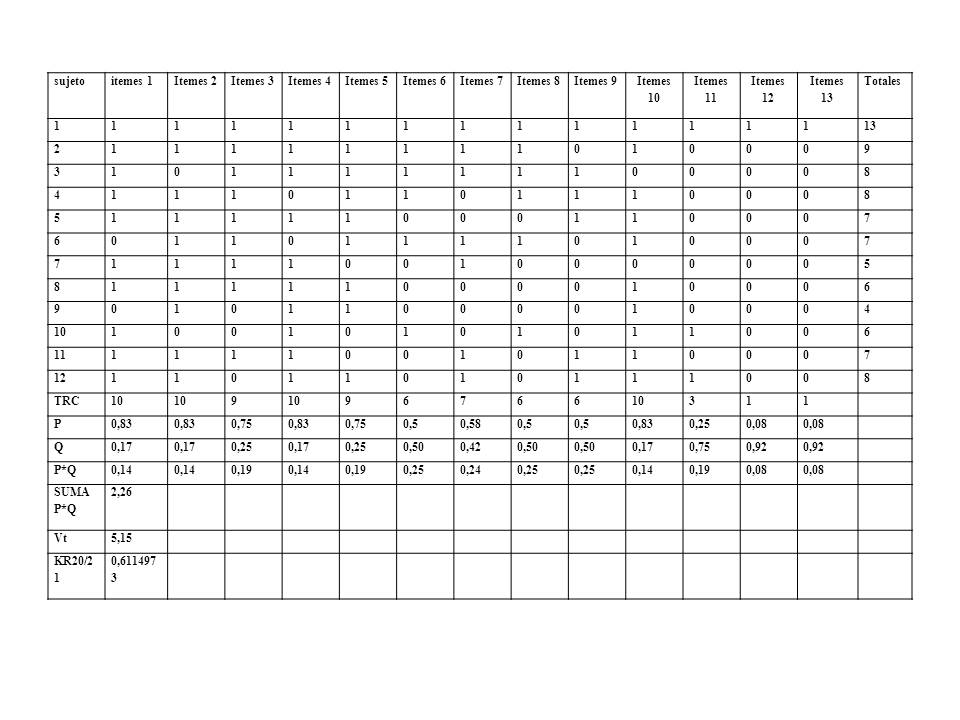 sujeto itemes 1 Itemes 2 Itemes 3 Itemes 4 Itemes 5 Itemes 6 Itemes 7 Itemes 8 Itemes 9 Itemes 10 Itemes 11 Itemes 12 Itemes 13 Totales
1 1 1 1 1 1 1 1 1 1 1 1 1 1 13
2 1 1 1 1 1 1 1 1 0 1 0 0 0 9
3 1 0 1 1 1 1 1 1 1 0 0 0 0 8
4 1 1 1 0 1 1 0 1 1 1 0 0 0 8
5 1 1 1 1 1 0 0 0 1 1 0 0 0 7
6 0 1 1 0 1 1 1 1 0 1 0 0 0 7
7 1 1 1 1 0 0 1 0 0 0 0 0 0 5
8 1 1 1 1 1 0 0 0 0 1 0 0 0 6
9 0 1 0 1 1 0 0 0 0 1 0 0 0 4
10 1 0 0 1 0 1 0 1 0 1 1 0 0 6
11 1 1 1 1 0 0 1 0 1 1 0 0 0 7
12 1 1 0 1 1 0 1 0 1 1 1 0 0 8
TRC 10 10 9 10 9 6 7 6 6 10 3 1 1
P 0,83 0,83 0,75 0,83 0,75 0,5 0,58 0,5 0,5 0,83 0,25 0,08 0,08
Q 0,17 0,17 0,25 0,17 0,25 0,50 0,42 0,50 0,50 0,17 0,75 0,92 0,92
P*Q 0,14 0,14 0,19 0,14 0,19 0,25 0,24 0,25 0,25 0,14 0,19 0,08 0,08
SUMA 2,26
P*Q
Vt 5,15
KR20/2 0,611497
1 3